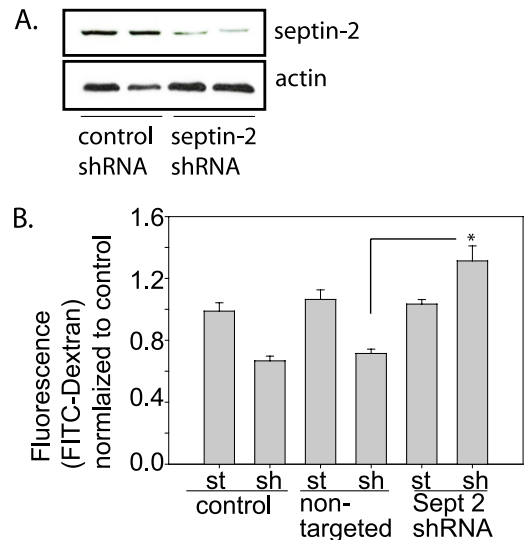 A.
septin-2
actin
control septin-2
shRNA shRNA
B.
Fluorescence
(FITC-Dextran)
normlaized to control
1.6
1.2
0.8
0.4
0.0
*
st sh st sh st sh
control non- Sept 2
targeted shRNA